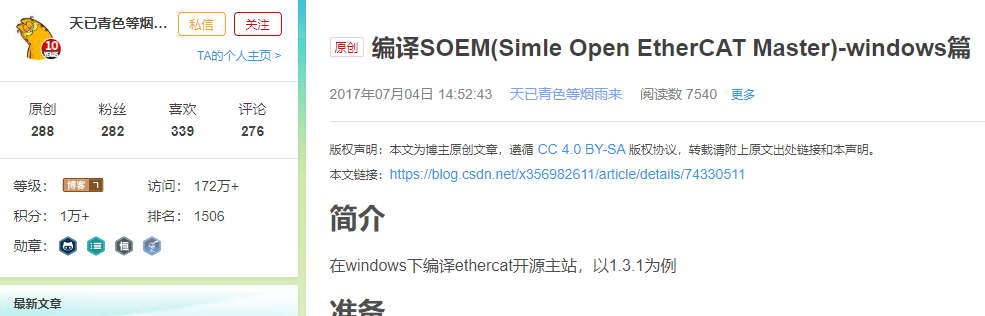 天已青色等烟...
私信
关注
TA的个人主页 >
原创 粉丝 喜欢 评论
288 282 339 276
等级： 博客 7 访问： 172万+
积分： 1万+ 排名： 1506
勋章： 恒
最新文章
原创 编译SOEM(Simle Open EtherCAT Master)-windows篇
2017年07月04日 14:52:43 天已青色等烟雨来 阅读数 7540 更多
版权声明：本文为博主原创文章，遵循 CC 4.0 BY-SA 版权协议，转载请附上原文出处链接和本声明。
本文链接：https://blog.csdn.net/x356982611/article/details/74330511
简介
在windows下编译ethercat开源主站，以1.3.1为例
准备